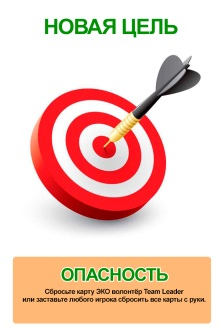 НОВАЯ ЦЕЛЬ
ОПАСНОСТЬ
Сбросьте карту ЭКО волонтёр Team Leader
или заставьте любого игрока сбросить все карты с руки.